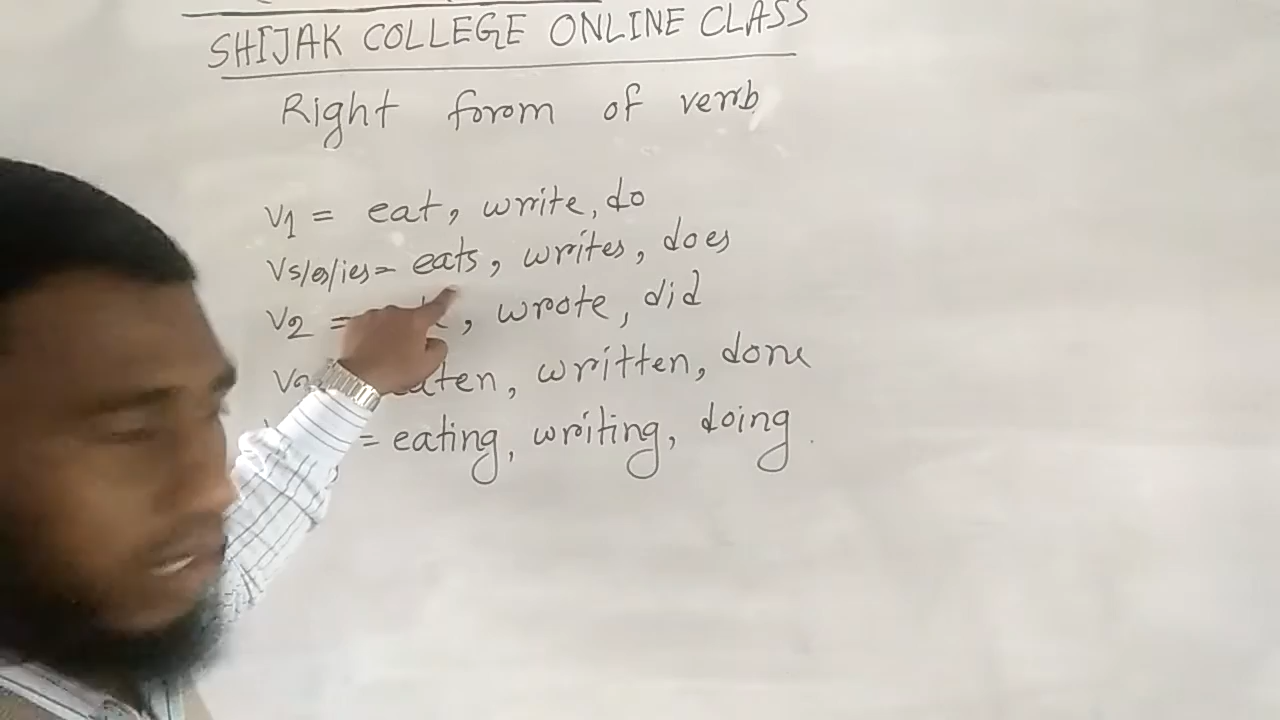 SHIJAK COLLEGE ONLINE CLASS
Right form of verb
V1 = eat, write, do
Vs/es/ies= eats, writes, does
V2 = , wrote, did
eaten, written, done
= eating, writing, doing.